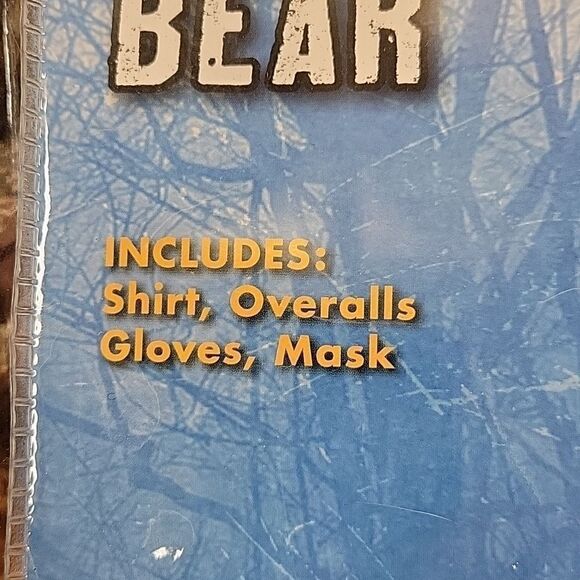 BEAR
INCLUDES:
Shirt, Overalls
Gloves, Mask